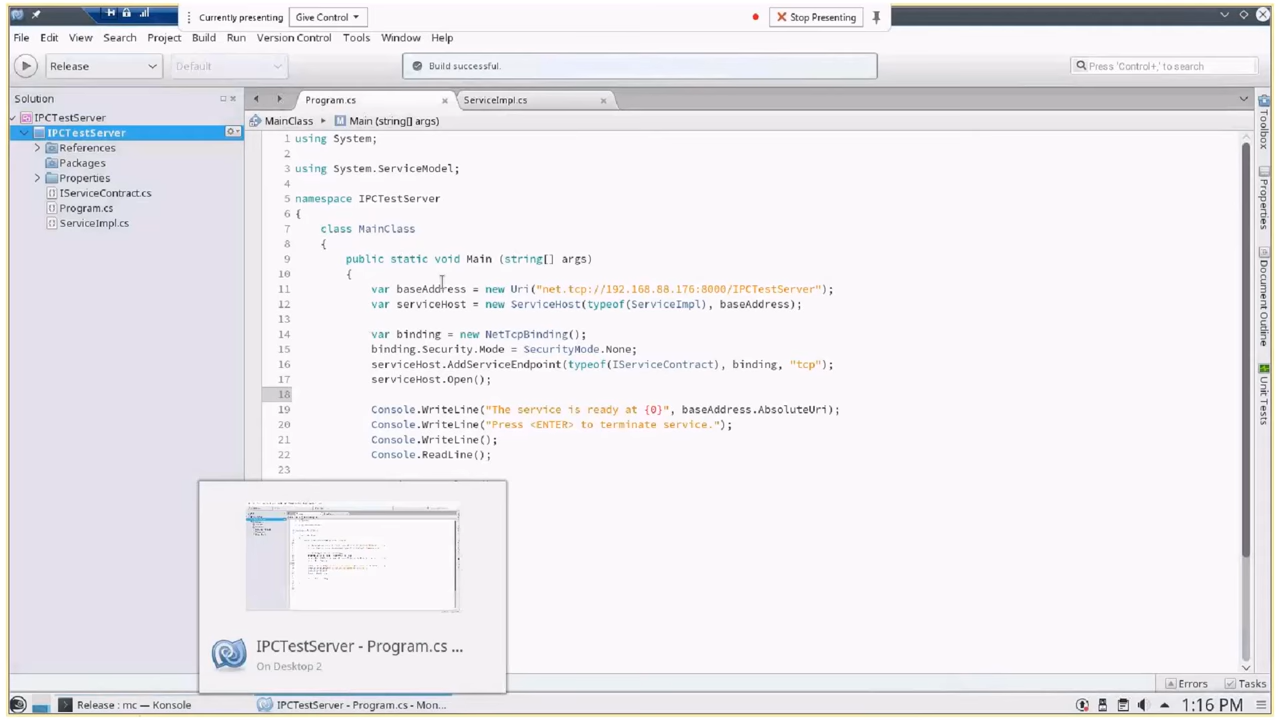 Currently presenting
Give Control
Stop Presenting
File Edit View Search Project Build Run Version Control Tools Window Help
Release
Default
Build successful.
Press 'Control+,' to search
Solution
Program.cs
ServiceImpl.cs
IPCTestServer
MainClass
Main (string[] args)
IPCTestServer
References
Packages
Properties
IServiceContract.cs
Program.cs
ServiceImpl.cs
1 using System;
2
3 using System.ServiceModel;
4
5 namespace IPCTestServer
6 {
7 class MainClass
8 {
9 public static void Main (string[] args)
10 {
11 var baseAddress = new Uri("net.tcp://192.168.88.176:8000/IPCTestServer");
12 var serviceHost = new ServiceHost(typeof(ServiceImpl), baseAddress);
13
14 var binding = new NetTcpBinding();
15 binding.Security.Mode = SecurityMode.None;
16 serviceHost.AddServiceEndpoint(typeof(IServiceContract), binding, "tcp");
17 serviceHost.Open();
18
19 Console.WriteLine("The service is ready at {0}", baseAddress.AbsoluteUri);
20 Console.WriteLine("Press <ENTER> to terminate service.");
21 Console.WriteLine();
22 Console.ReadLine();
23
Toolbox
Properties
Document Outline
Unit Tests
IPCTestServer - Program.cs ...
On Desktop 2
Errors
Tasks
Release : mc — Konsole
IPCTestServer - Program.cs - Mon...
1:16 PM